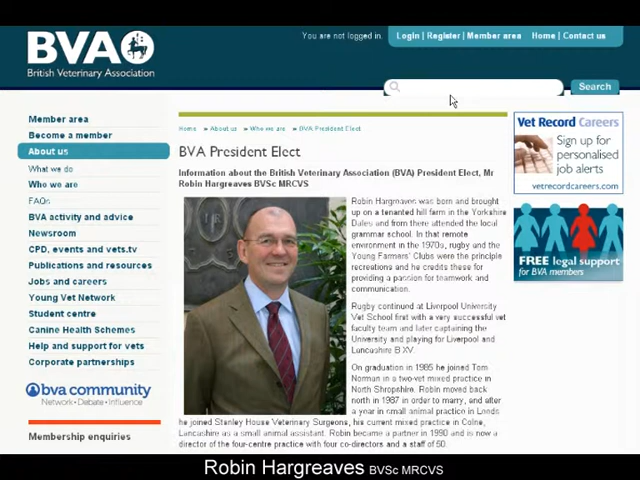 You are not logged in.
Login | Register | Member area
Home | Contact us
BVA
British Veterinary Association
Search
Member area
Become a member
About us
What we do
Who we are
FAQs
BVA activity and advice
Newsroom
CPD, events and vets.tv
Publications and resources
Jobs and careers
Young Vet Network
Student centre
Canine Health Schemes
Help and support for vets
Corporate partnerships
bva community
Network • Debate • Influence
Membership enquiries
Home » About us » Who we are » BVA President Elect
BVA President Elect
Information about the British Veterinary Association (BVA) President Elect, Mr
Robin Hargreaves BVSc MRCVS
Robin Hargreaves was born and brought
up on a tenanted hill farm in the Yorkshire
Dales and from there attended the local
grammar school. In that remote
environment in the 1970s, rugby and the
Young Farmers' Clubs were the principle
recreations and he credits these for
providing a passion for teamwork and
communication.
Rugby continued at Liverpool University
Vet School first with a very successful vet
faculty team and later captaining the
University and playing for Liverpool and
Lancashire B XV.
On graduation in 1985 he joined Tom
Norman in a two-vet mixed practice in
North Shropshire. Robin moved back
north in 1987 in order to marry, and after
a year in small animal practice in Leeds
he joined Stanley House Veterinary Surgeons, his current mixed practice in Colne,
Lancashire as a small animal assistant. Robin became a partner in 1990 and is now a
director of the four-centre practice with four co-directors and a staff of 50.
Vet Record Careers
Sign up for
personalised
job alerts
vetrecordcareers.com
FREE legal support
for BVA members
Robin Hargreaves BVSc MRCVS